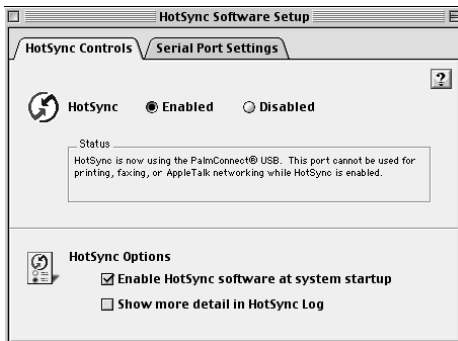 HotSync Software Setup
HotSync Controls
Serial Port Settings
?
HotSync Enabled Disabled
Status
HotSync is now using the PalmConnect® USB. This port cannot be used for
printing, faxing, or AppleTalk networking while HotSync is enabled.
HotSync Options
Enable HotSync software at system startup
Show more detail in HotSync Log